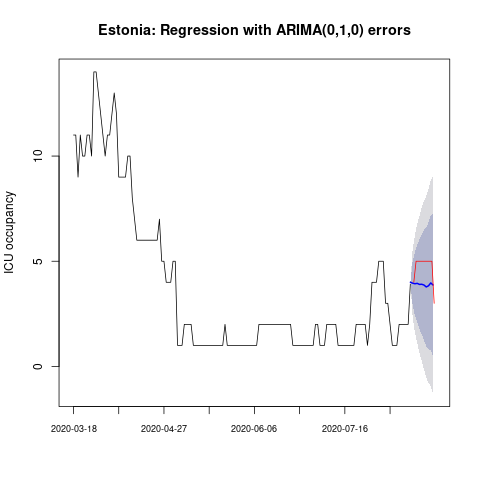 Estonia: Regression with ARIMA(0,1,0) errors
ICU occupancy
10
5
0
2020-03-18 2020-04-27 2020-06-06 2020-07-16